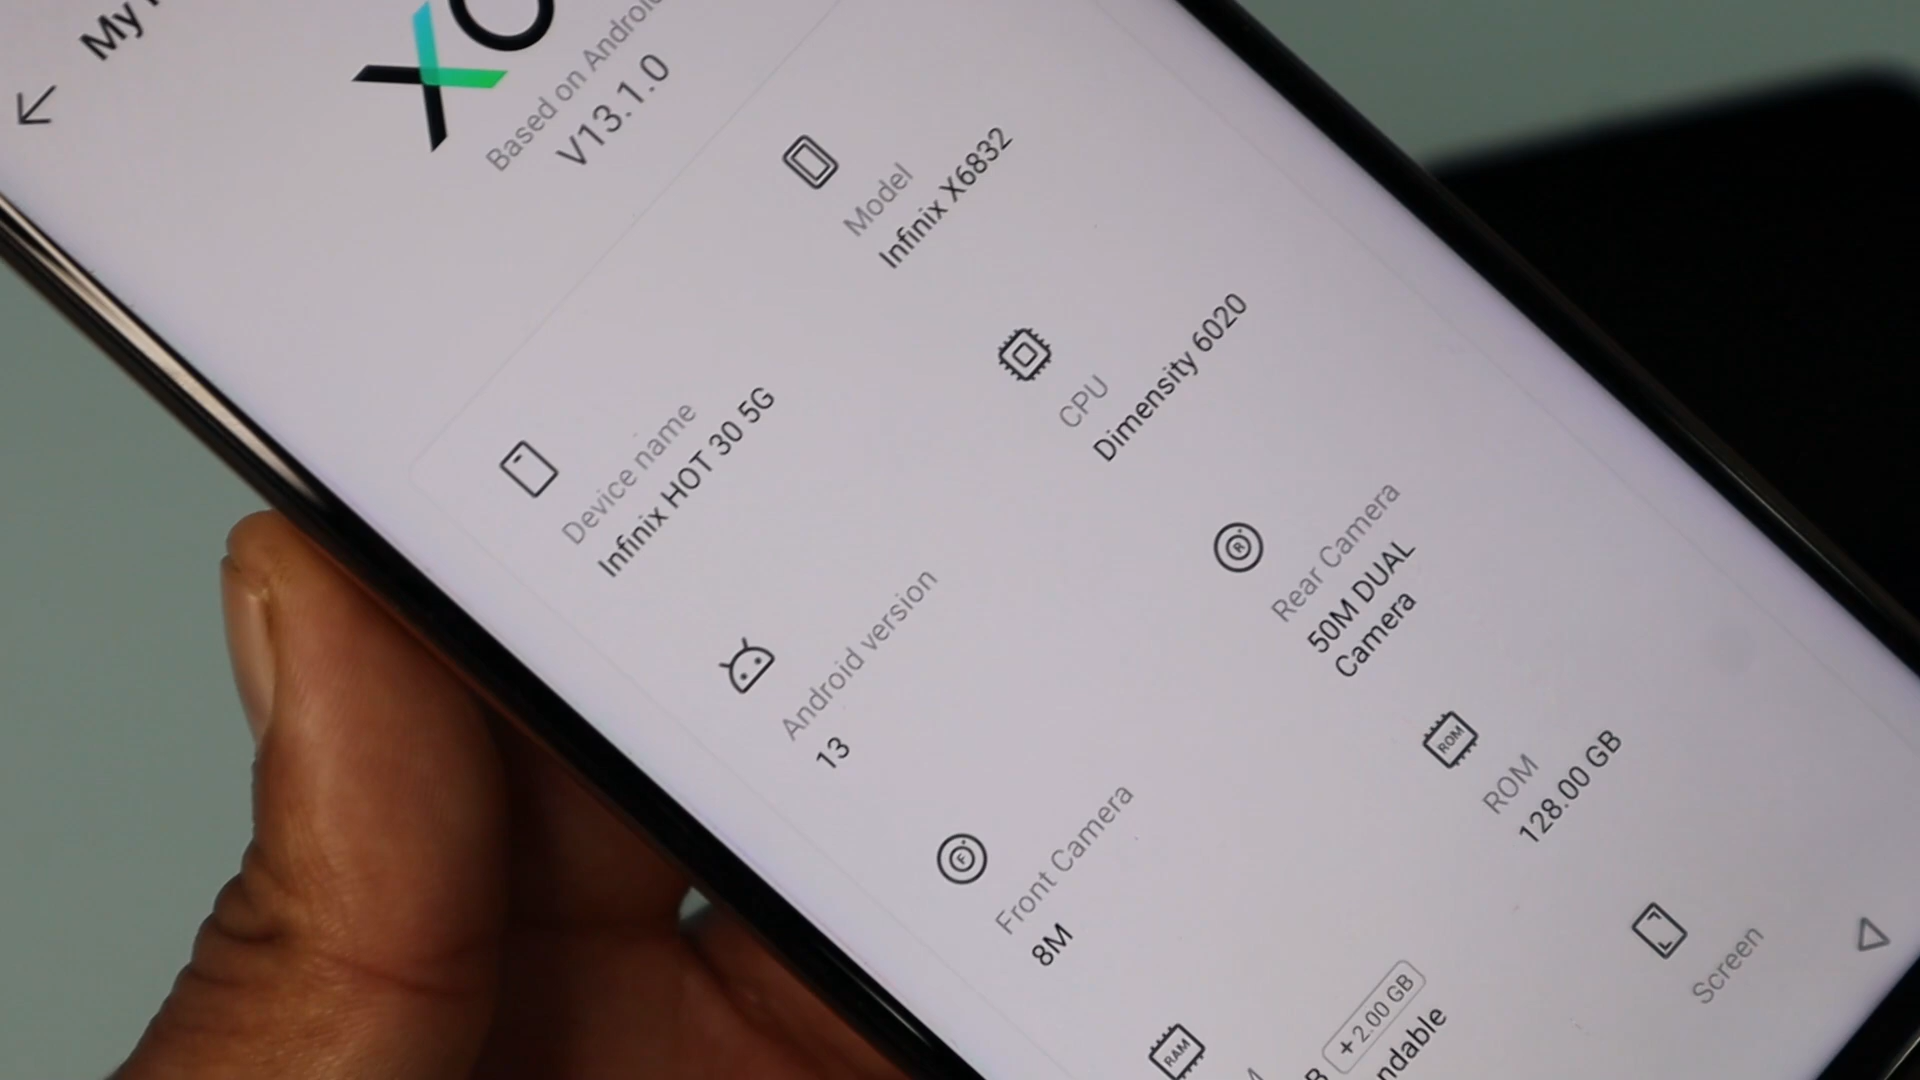 My
XO
Based on Android
V13.1.0
Device name
Infinix HOT 30 5G
Model
Infinix X6832
Android version
13
CPU
Dimensity 6020
Front Camera
8M
Rear Camera
50M DUAL
Camera
RAM
+ 2.00 GB
ROM
ROM
128.00 GB
Screen